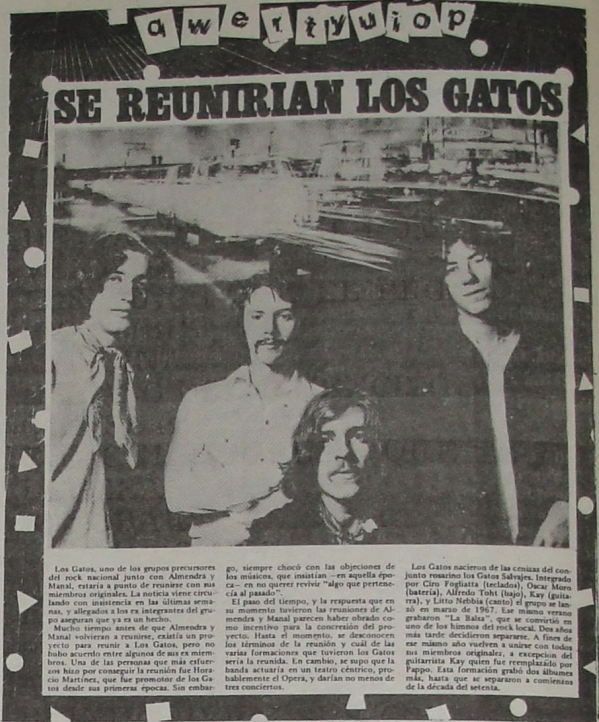 qwertyuiop
SE REUNIRIAN LOS GATOS
Los Gatos, uno de los grupos precursores
del rock nacional junto con Almendra y
Manal, estaría a punto de reunirse con sus
miembros originales. La noticia viene circu-
lando con insistencia en las últimas sema-
nas, y allegados a los ex integrantes del gru-
po aseguran que ya es un hecho.
Mucho tiempo antes de que Almendra y
Manal volvieran a reunirse, existía un pro-
yecto para reunir a Los Gatos, pero no
hubo acuerdo entre algunos de sus ex miem-
bros. Una de las personas que más esfuer-
zos hizo por conseguir la reunión fue Hora-
cio Martínez, que fue promotor de los Ga-
tos desde sus primeras épocas. Sin embar-
go, siempre chocó con las objeciones de
los músicos, que insistían —en aquella épo-
ca— en no querer revivir "algo que pertene-
cía al pasado".
El paso del tiempo, y la respuesta que en
su momento tuvieron las reuniones de Al-
mendra y Manal parecen haber obrado co-
mo incentivo para la concreción del pro-
yecto. Hasta el momento, se desconocen
los términos de la reunión y cuál de las
varias formaciones que tuvieron los Gatos
sería la reunida. En cambio, se supo que la
banda actuaría en un teatro céntrico, pro-
bablemente el Opera, y darían no menos de
tres conciertos.
Los Gatos nacieron de las cenizas del con-
junto rosarino los Gatos Salvajes. Integrado
por Ciro Fogliatta (teclados), Oscar Moro
(batería), Alfredo Toht (bajo), Kay (guita-
rra), y Litto Nebbia (canto) el grupo se lan-
zó en marzo de 1967. Ese mismo verano
grabaron "La Balsa", que se convirtió en
uno de los himnos del rock local. Dos años
más tarde decidieron separarse. A fines de
ese mismo año vuelven a unirse con todos
sus miembros originales, a excepción del
guitarrista Kay quien fue reemplazado por
Pappo. Esta formación grabó dos álbumes
más, hasta que se separaron a comienzos
de la década del setenta.